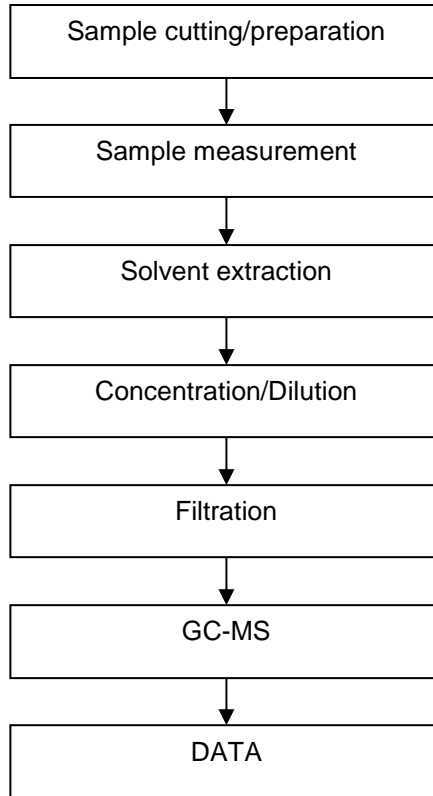 Sample cutting/preparation
Sample measurement
Solvent extraction
Concentration/Dilution
Filtration
GC-MS
DATA